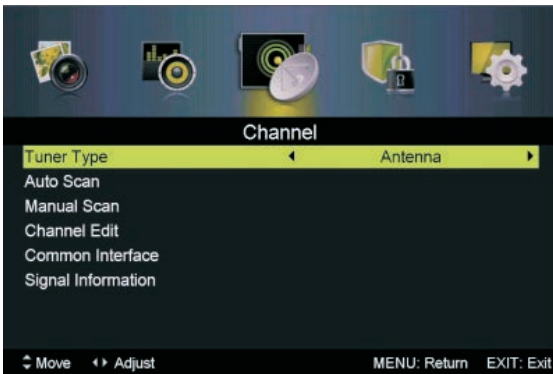 Channel
Tuner Type Antenna
Auto Scan
Manual Scan
Channel Edit
Common Interface
Signal Information
Move Adjust MENU: Return EXIT: Exit